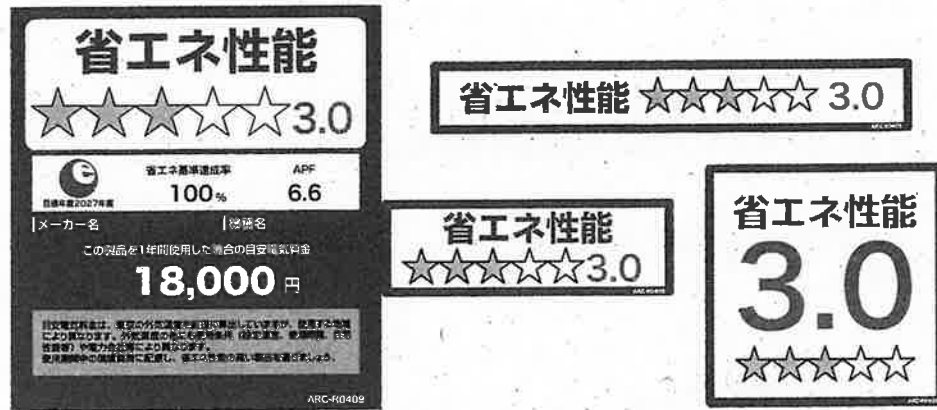 省エネ性能
3.0
省エネ基準達成率
100%
APF
6.6
目標年度2027年度
メーカー名
機種名
この製品を1年間使用した場合の目安電気料金
18,000円
ARC-R0409
省エネ性能 3.0
省エネ性能
3.0
省エネ性能
3.0